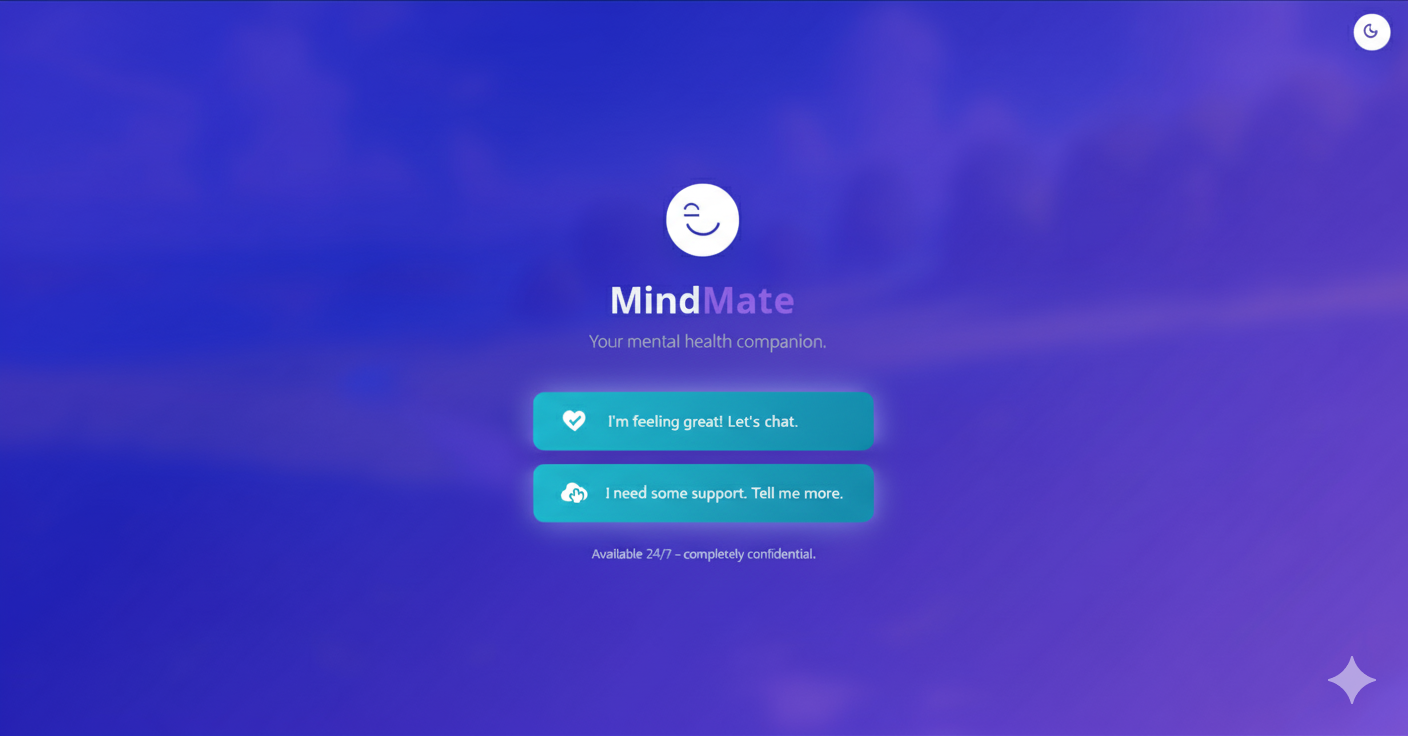 MindMate
Your mental health companion.
I'm feeling great! Let's chat.
I need some support. Tell me more.
Available 24/7 – completely confidential.